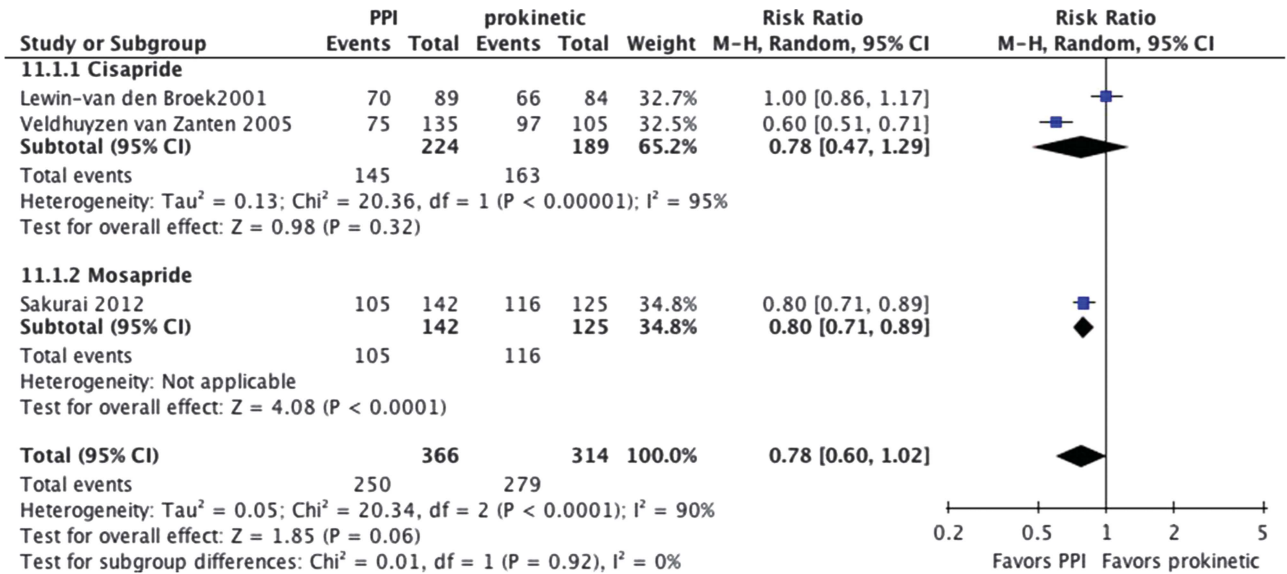 PPI prokinetic Risk Ratio Risk Ratio
Study or Subgroup Events Total Events Total Weight M-H, Random, 95% CI M-H, Random, 95% CI
11.1.1 Cisapride
Lewin-van den Broek2001 70 89 66 84 32.7% 1.00 [0.86, 1.17]
Veldhuyzen van Zanten 2005 75 135 97 105 32.5% 0.60 [0.51, 0.71]
Subtotal (95% CI) 224 189 65.2% 0.78 [0.47, 1.29]
Total events 145 163
Heterogeneity: Tau² = 0.13; Chi² = 20.36, df = 1 (P < 0.00001); I² = 95%
Test for overall effect: Z = 0.98 (P = 0.32)
11.1.2 Mosapride
Sakurai 2012 105 142 116 125 34.8% 0.80 [0.71, 0.89]
Subtotal (95% CI) 142 125 34.8% 0.80 [0.71, 0.89]
Total events 105 116
Heterogeneity: Not applicable
Test for overall effect: Z = 4.08 (P < 0.0001)
Total (95% CI) 366 314 100.0% 0.78 [0.60, 1.02]
Total events 250 279
Heterogeneity: Tau² = 0.05; Chi² = 20.34, df = 2 (P < 0.0001); I² = 90%
Test for overall effect: Z = 1.85 (P = 0.06)
Test for subgroup differences: Chi² = 0.01, df = 1 (P = 0.92), I² = 0%
0.2 0.5 1 2 5
Favors PPI Favors prokinetic